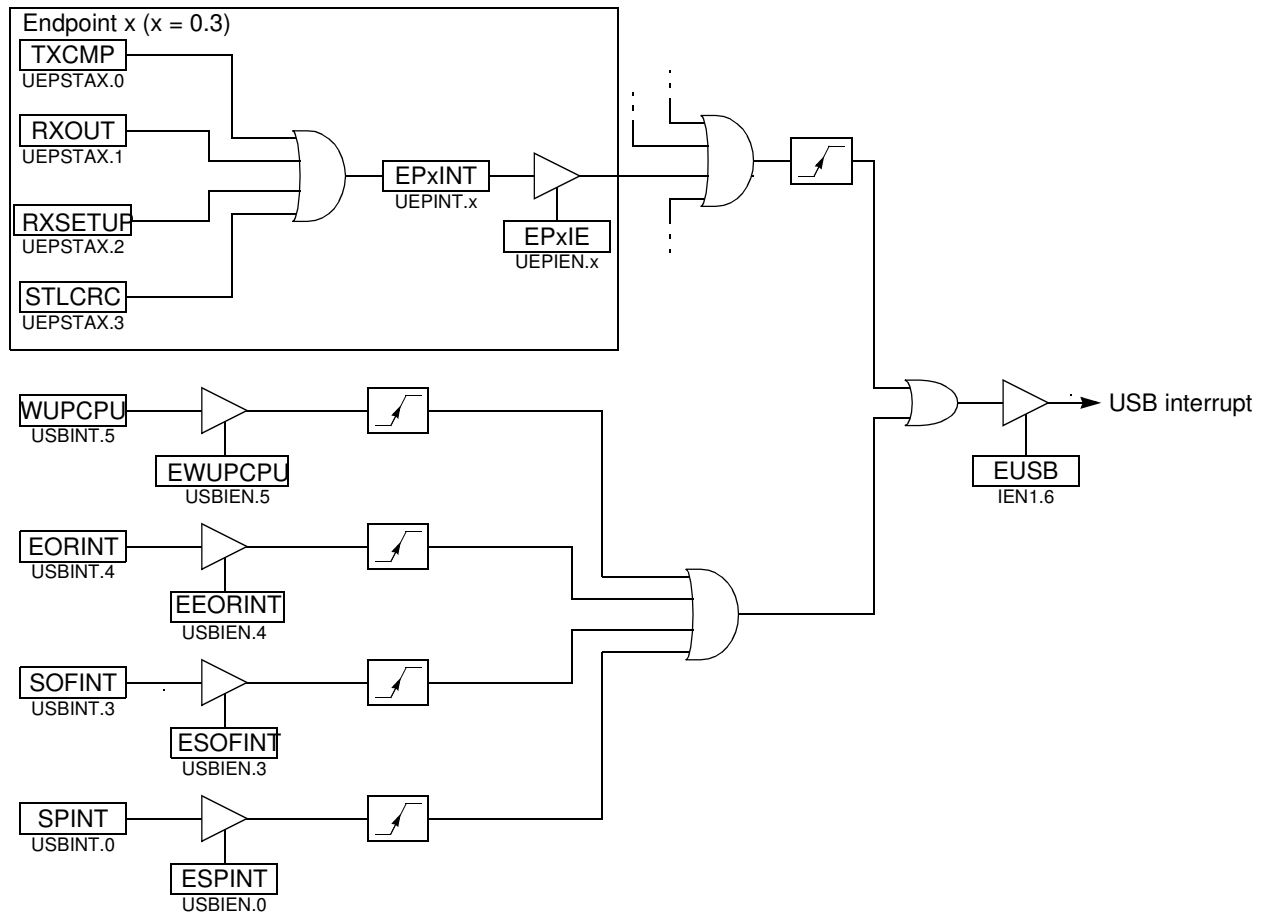 Endpoint x (x = 0.3)
TXCMP
UEPSTAX.0
RXOUT
UEPSTAX.1
RXSETUP
UEPSTAX.2
STLCRC
UEPSTAX.3
EPxINT
UEPINT.x
EPxIE
UEPIEN.x
WUPCPU
USBINT.5
EWUPCPU
USBIEN.5
EORINT
USBINT.4
EEORINT
USBIEN.4
SOFINT
USBINT.3
ESOFINT
USBIEN.3
SPINT
USBINT.0
ESPINT
USBIEN.0
EUSB
IEN1.6
USB interrupt